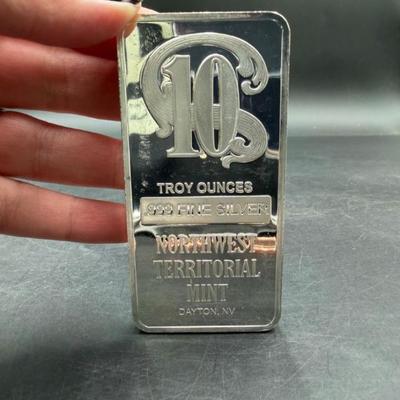 10
TROY OUNCES
.999 FINE SILVER
NORTHWEST
TERRITORIAL
MINT
DAYTON, NV